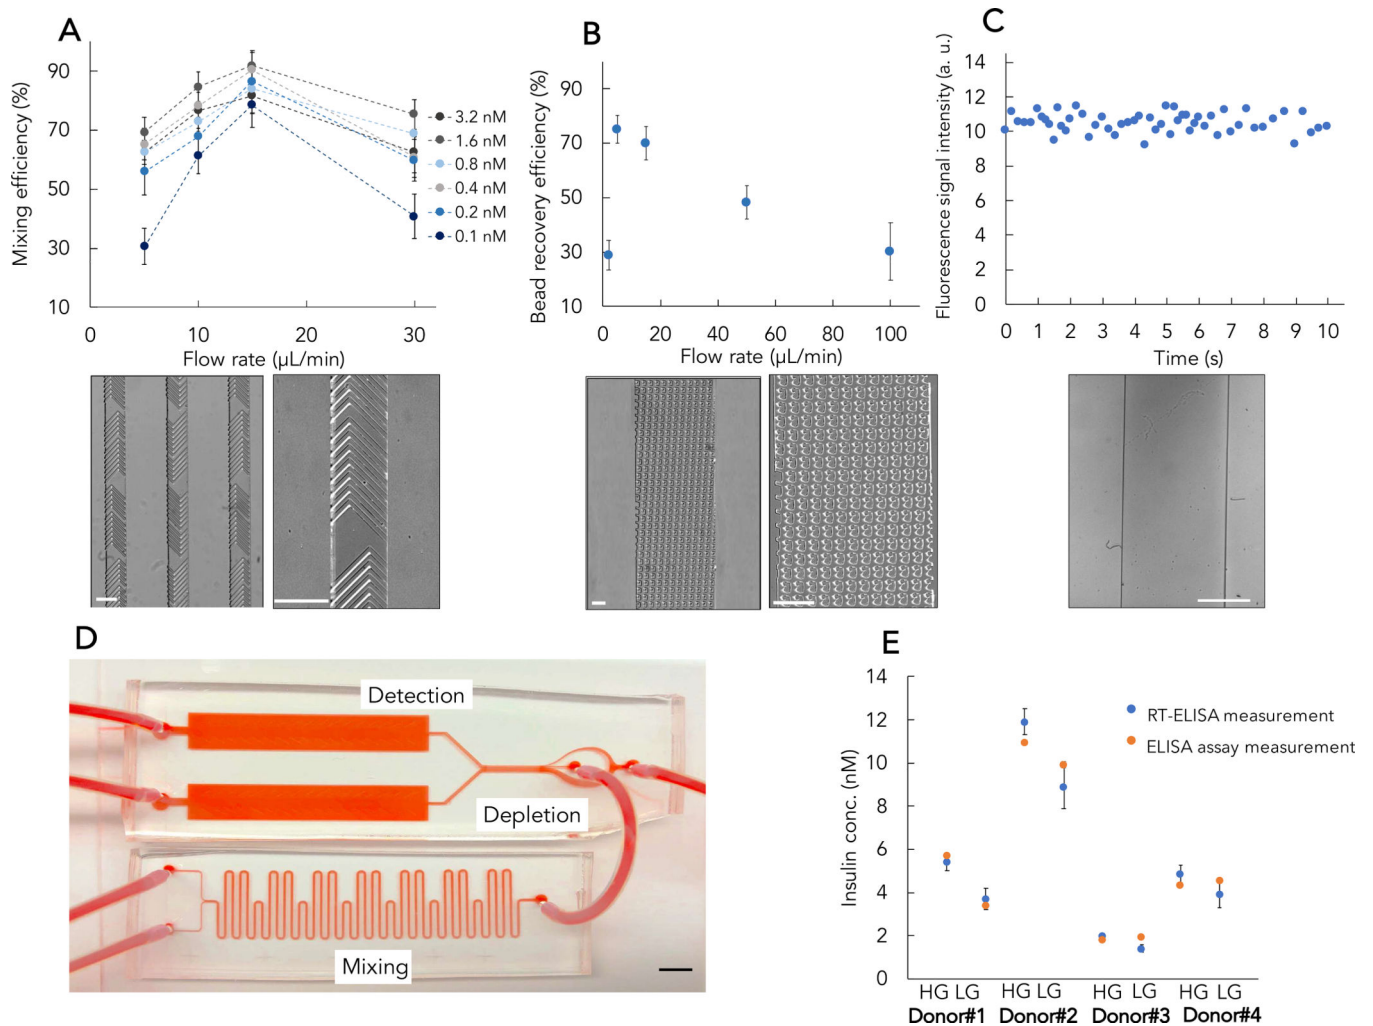 A
Mixing efficiency (%)
90
70
50
30
10
0
10
20
30
Flow rate (µL/min)
3.2 nM
1.6 nM
0.8 nM
0.4 nM
0.2 nM
0.1 nM
B
Bead recovery efficiency (%)
90
70
50
30
10
0
20
40
60
80
100
Flow rate (µL/min)
C
Fluorescence signal intensity (a. u.)
14
12
10
8
6
4
2
0
0 1 2 3 4 5 6 7 8 9 10
Time (s)
D
Detection
Depletion
Mixing
E
Insulin conc. (nM)
14
12
10
8
6
4
2
0
RT-ELISA measurement
ELISA assay measurement
HG LG HG LG HG LG HG LG
Donor#1 Donor#2 Donor#3 Donor#4